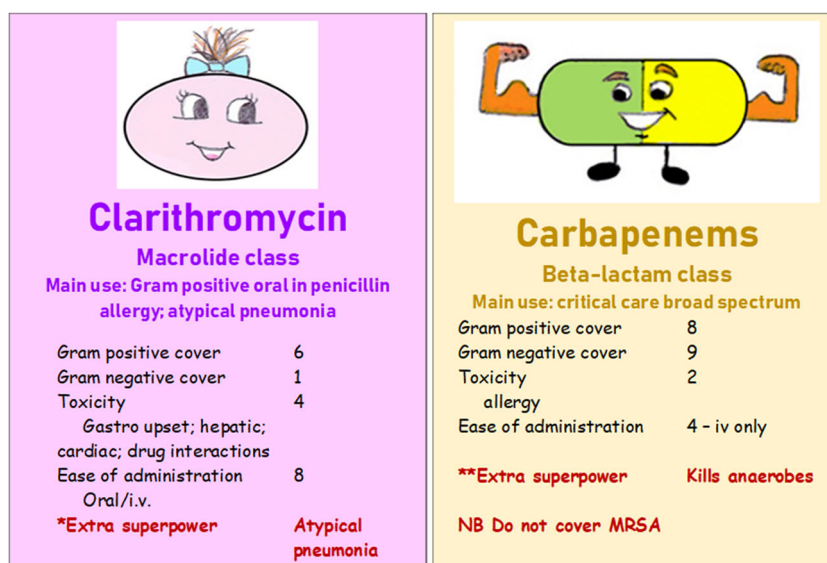 Clarithromycin
Macrolide class
Main use: Gram positive oral in penicillin
allergy; atypical pneumonia
Gram positive cover 6
Gram negative cover 1
Toxicity 4
Gastro upset; hepatic;
cardiac; drug interactions
Ease of administration 8
Oral/i.v.
*Extra superpower Atypical
pneumonia
Carbapenems
Beta-lactam class
Main use: critical care broad spectrum
Gram positive cover 8
Gram negative cover 9
Toxicity 2
allergy
Ease of administration 4 – iv only
**Extra superpower Kills anaerobes
NB Do not cover MRSA